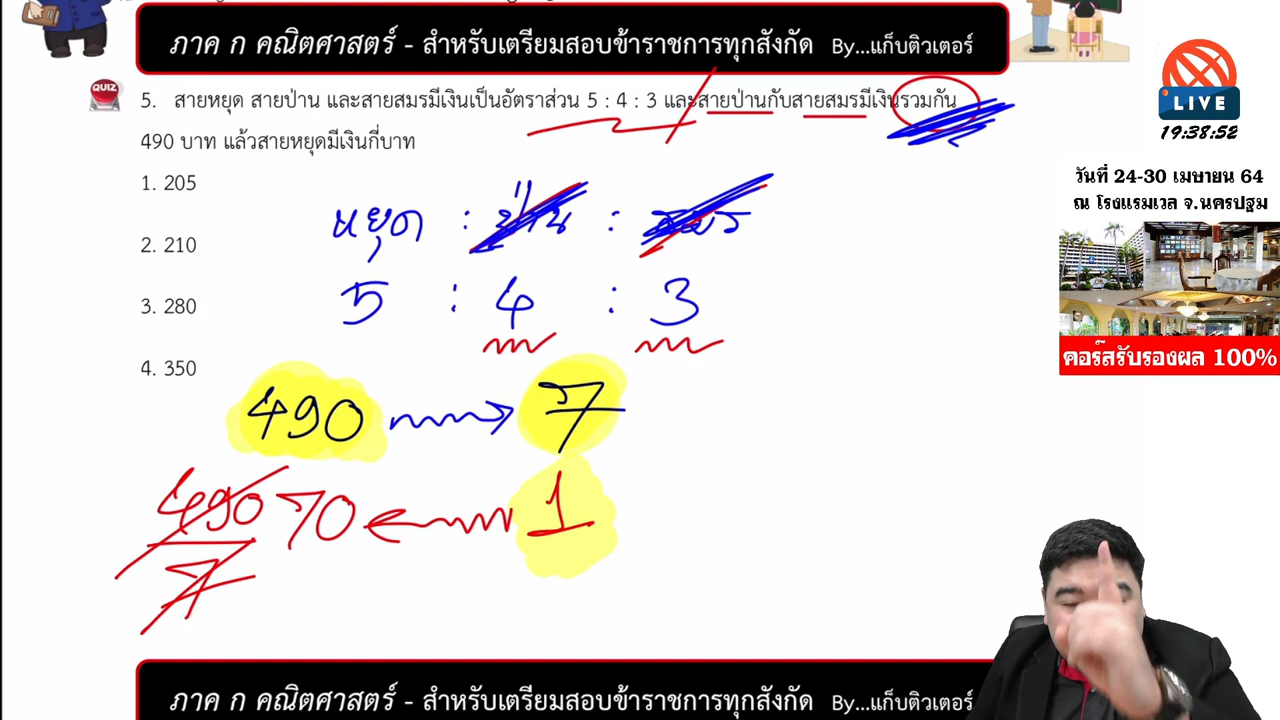 ภาค ก คณิตศาสตร์ - สำหรับเตรียมสอบข้าราชการทุกสังกัด By...แก็บติวเตอร์
QUIZ
5. สายหยุด สายป่าน และสายสมรมีเงินเป็นอัตราส่วน 5 : 4 : 3 และสายป่านกับสายสมรมีเงินรวมกัน
490 บาท แล้วสายหยุดมีเงินกี่บาท
1. 205
2. 210
3. 280
4. 350
หยุด : ป่าน : สมร
5 : 4 : 3
490 7
490 70 1
7
LIVE
19:38:52
วันที่ 24-30 เมษายน 64
ณ โรงแรมเวล จ.นครปฐม
คอร์สรับรองผล 100%
ภาค ก คณิตศาสตร์ - สำหรับเตรียมสอบข้าราชการทุกสังกัด By...แก็บติวเตอร์